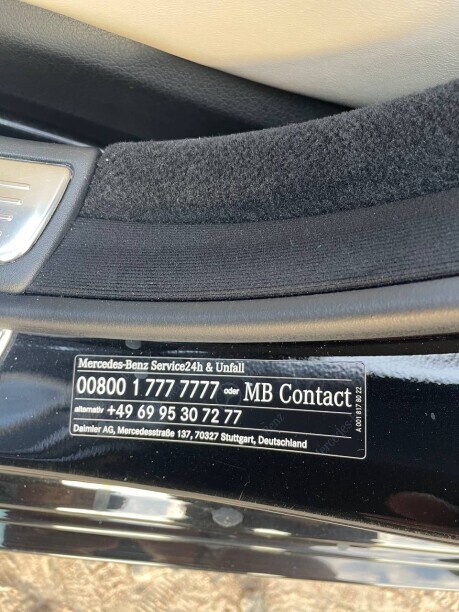 Mercedes-Benz Service24h & Unfall
00800 1 777 7777 oder MB Contact
alternativ +49 69 95 30 72 77
Daimler AG, Mercedesstraße 137, 70327 Stuttgart, Deutschland
A 001 817 80 22